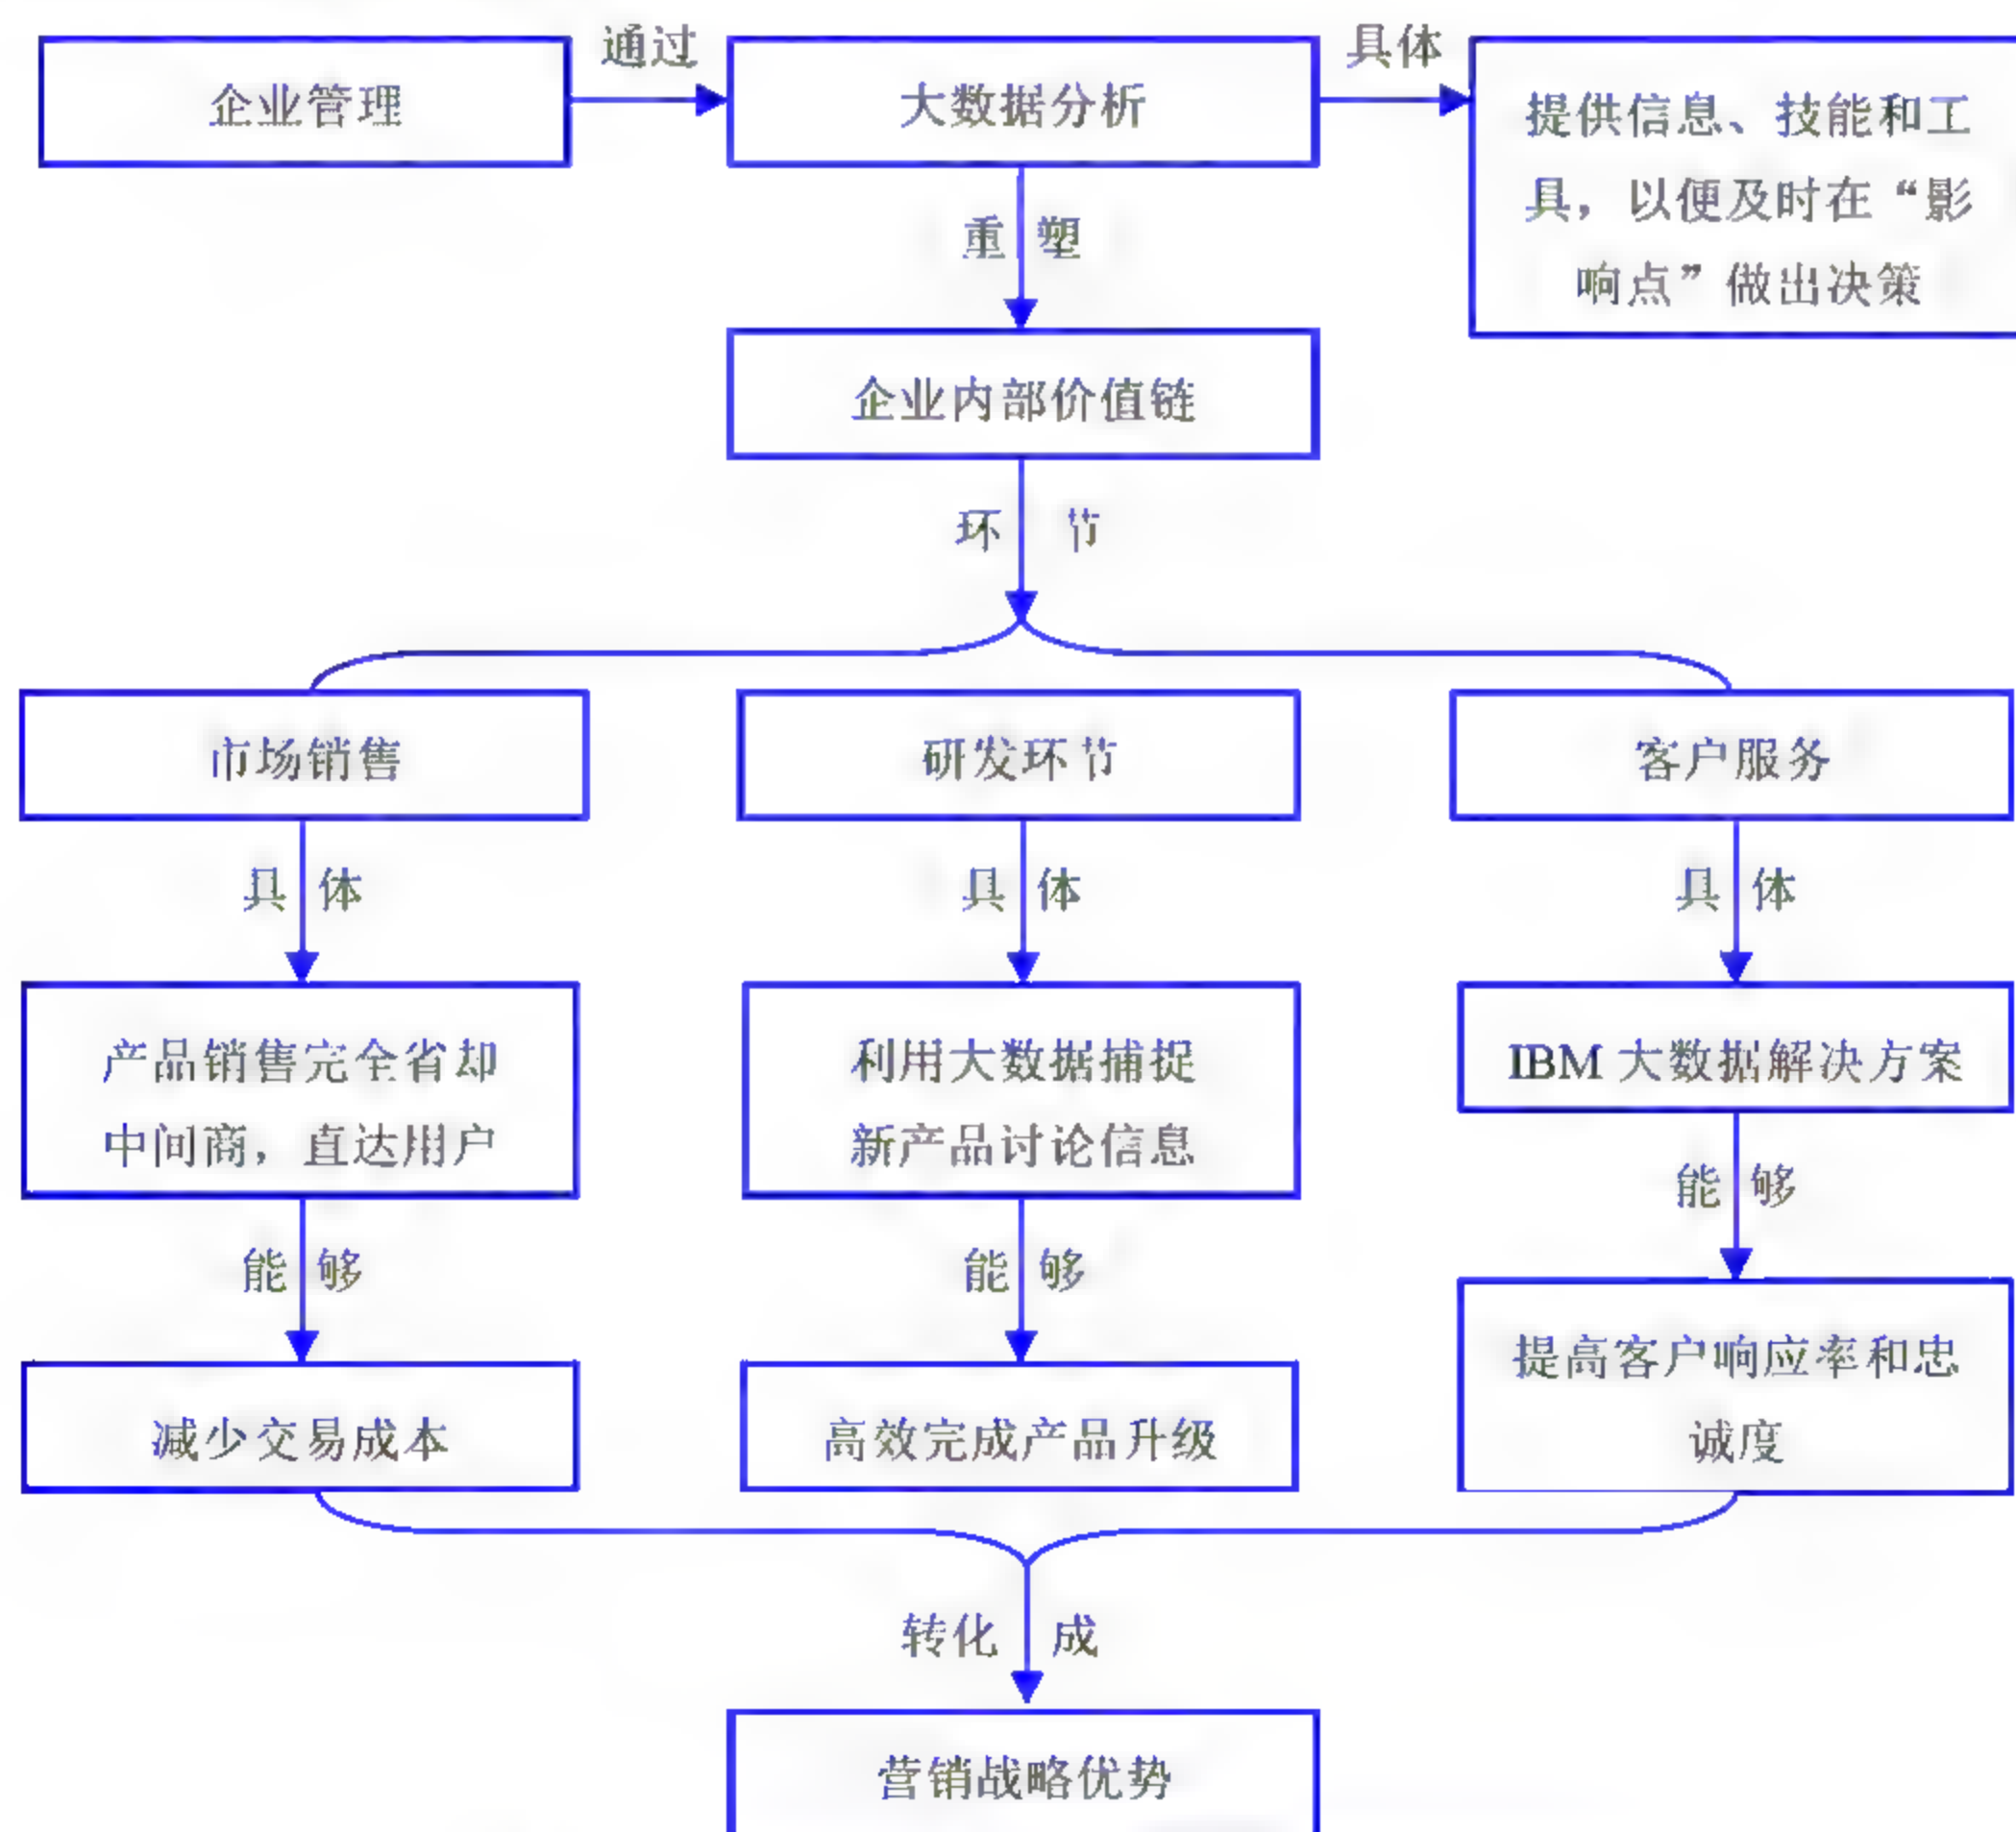 通过
具体
企业管理
大数据分析
提供信息、技能和工
具，以便及时在“影
响点”做出决策
重 塑
企业内部价值链
环 节
市场销售
研发环节
客户服务
具 体
具 体
具 体
产品销售完全省却
中间商，直达用户
利用大数据捕捉
新产品讨论信息
IBM 大数据解决方案
能 够
能 够
能 够
减少交易成本
高效完成产品升级
提高客户响应率和忠
诚度
转化 成
营销战略优势